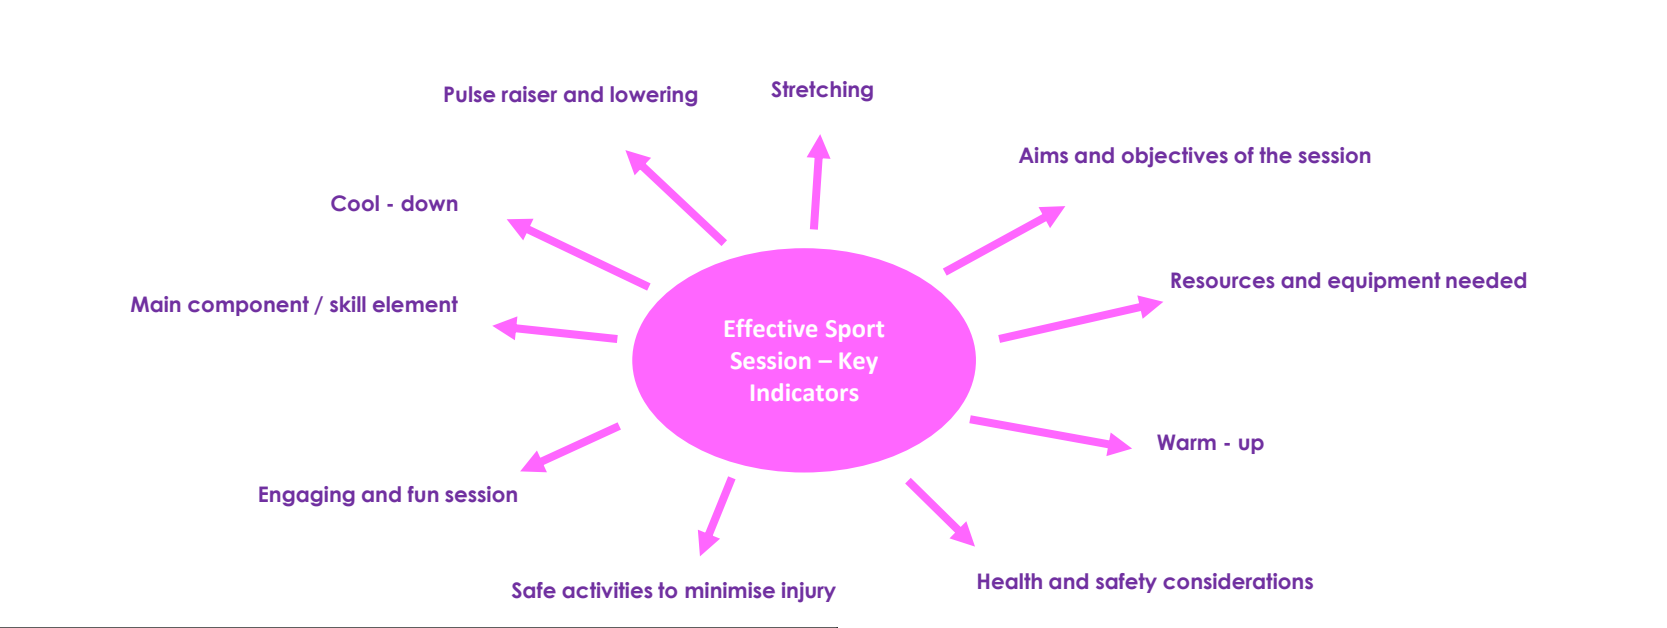 Stretching
Pulse raiser and lowering
Aims and objectives of the session
Cool - down
Resources and equipment needed
Main component / skill element
Effective Sport
Session – Key
Indicators
Warm - up
Engaging and fun session
Health and safety considerations
Safe activities to minimise injury